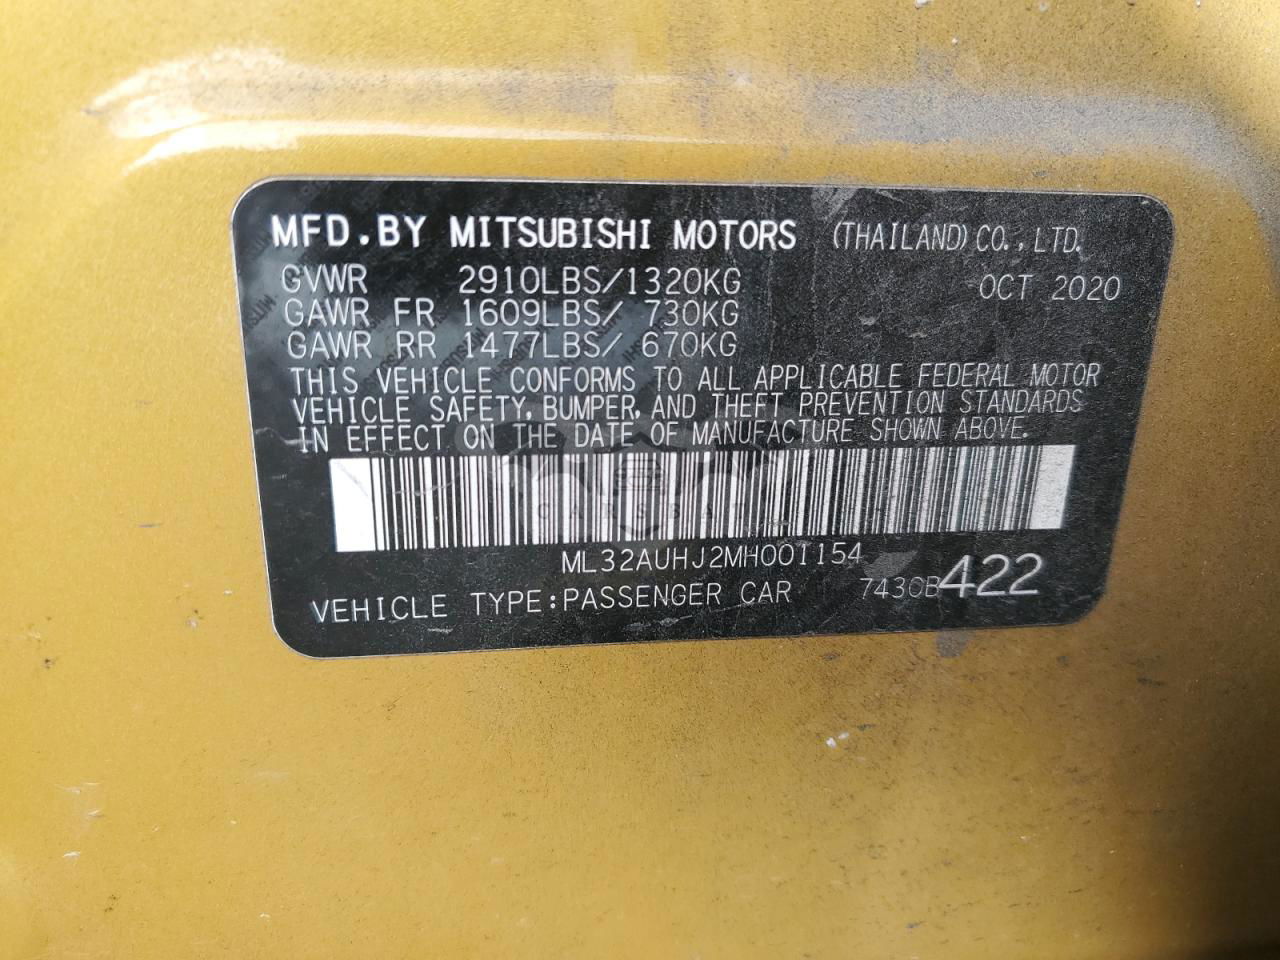 MFD.BY MITSUBISHI MOTORS (THAILAND) CO., LTD.
GVWR 2910LBS/1320KG OCT 2020
GAWR FR 1609LBS/ 730KG
GAWR RR 1477LBS/ 670KG
THIS VEHICLE CONFORMS TO ALL APPLICABLE FEDERAL MOTOR
VEHICLE SAFETY, BUMPER, AND THEFT PREVENTION STANDARDS
IN EFFECT ON THE DATE OF MANUFACTURE SHOWN ABOVE.
ML32AUHJ2MH001154
VEHICLE TYPE:PASSENGER CAR 7430B422